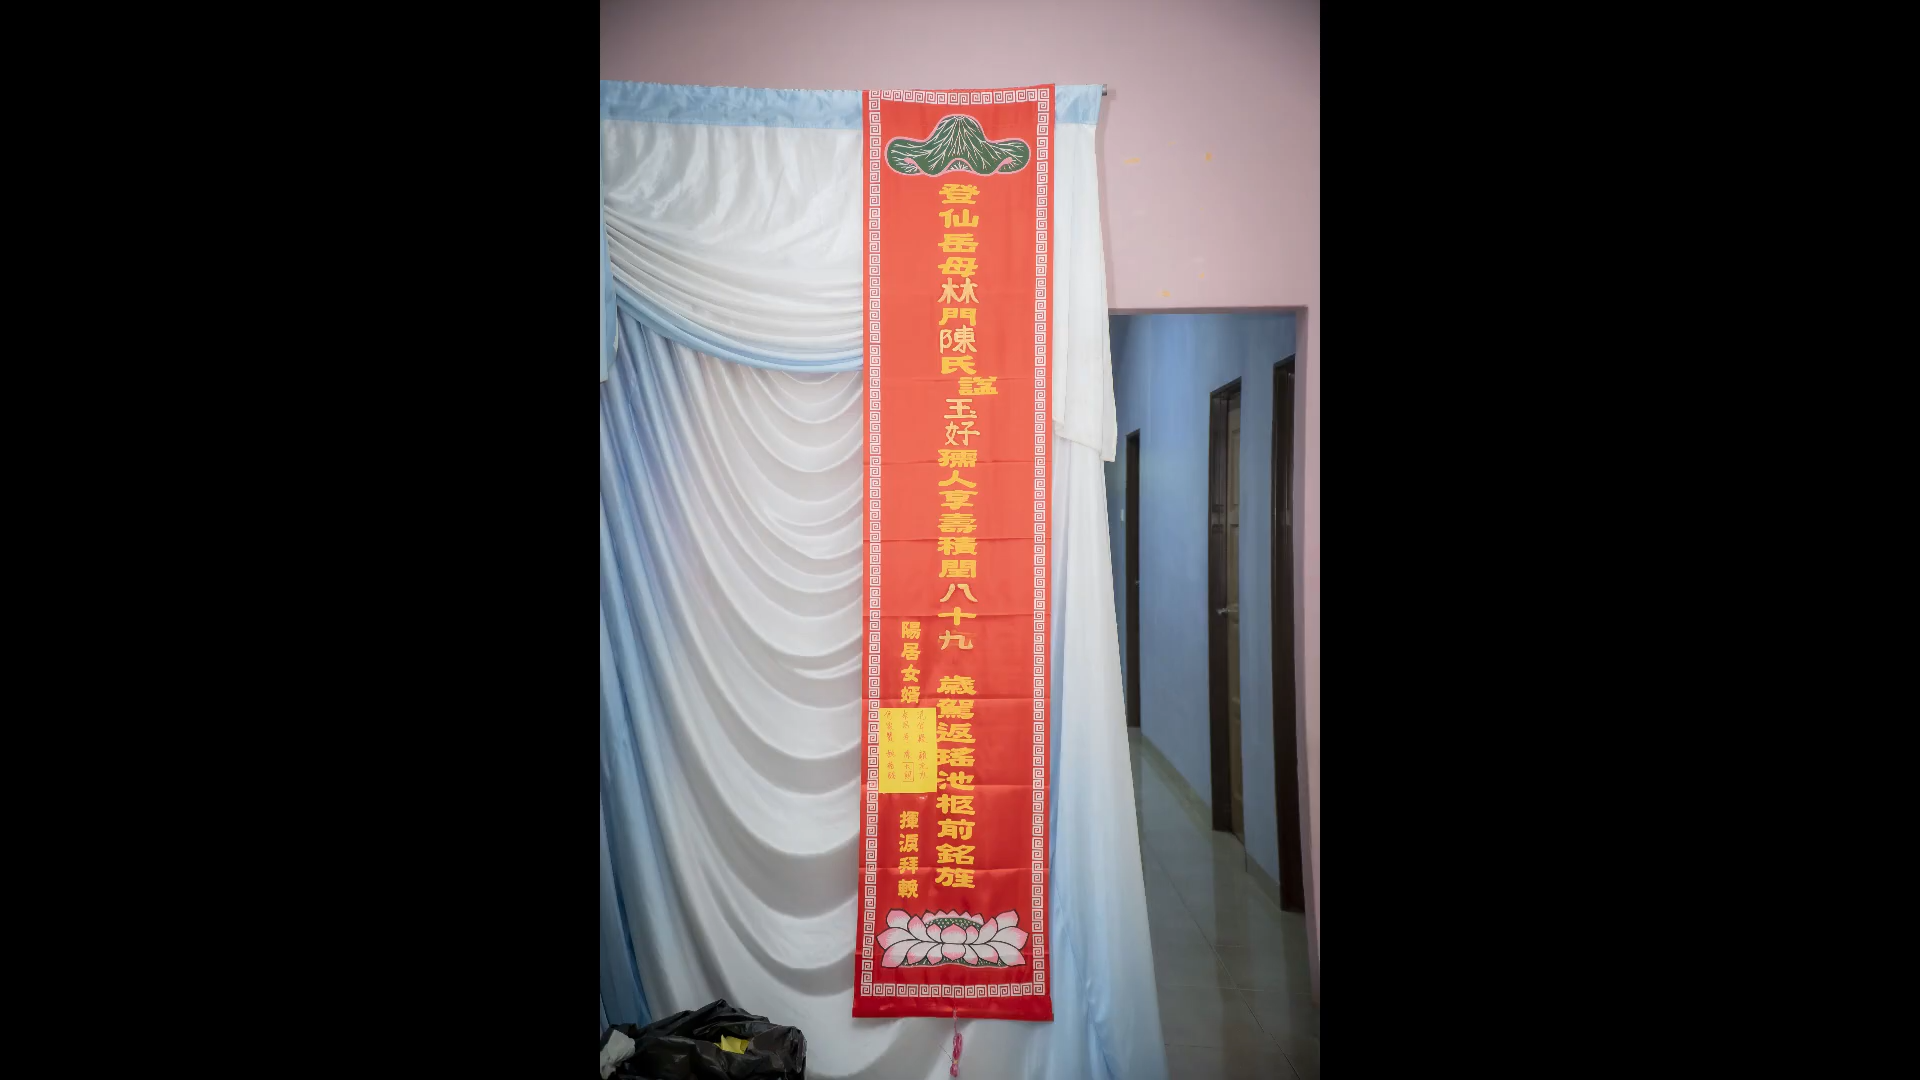 登仙岳母林門陳氏諡玉好孺人享壽積閏八十九 歲駕返瑤池柩前銘旌
陽居女婿
揮淚拜輓